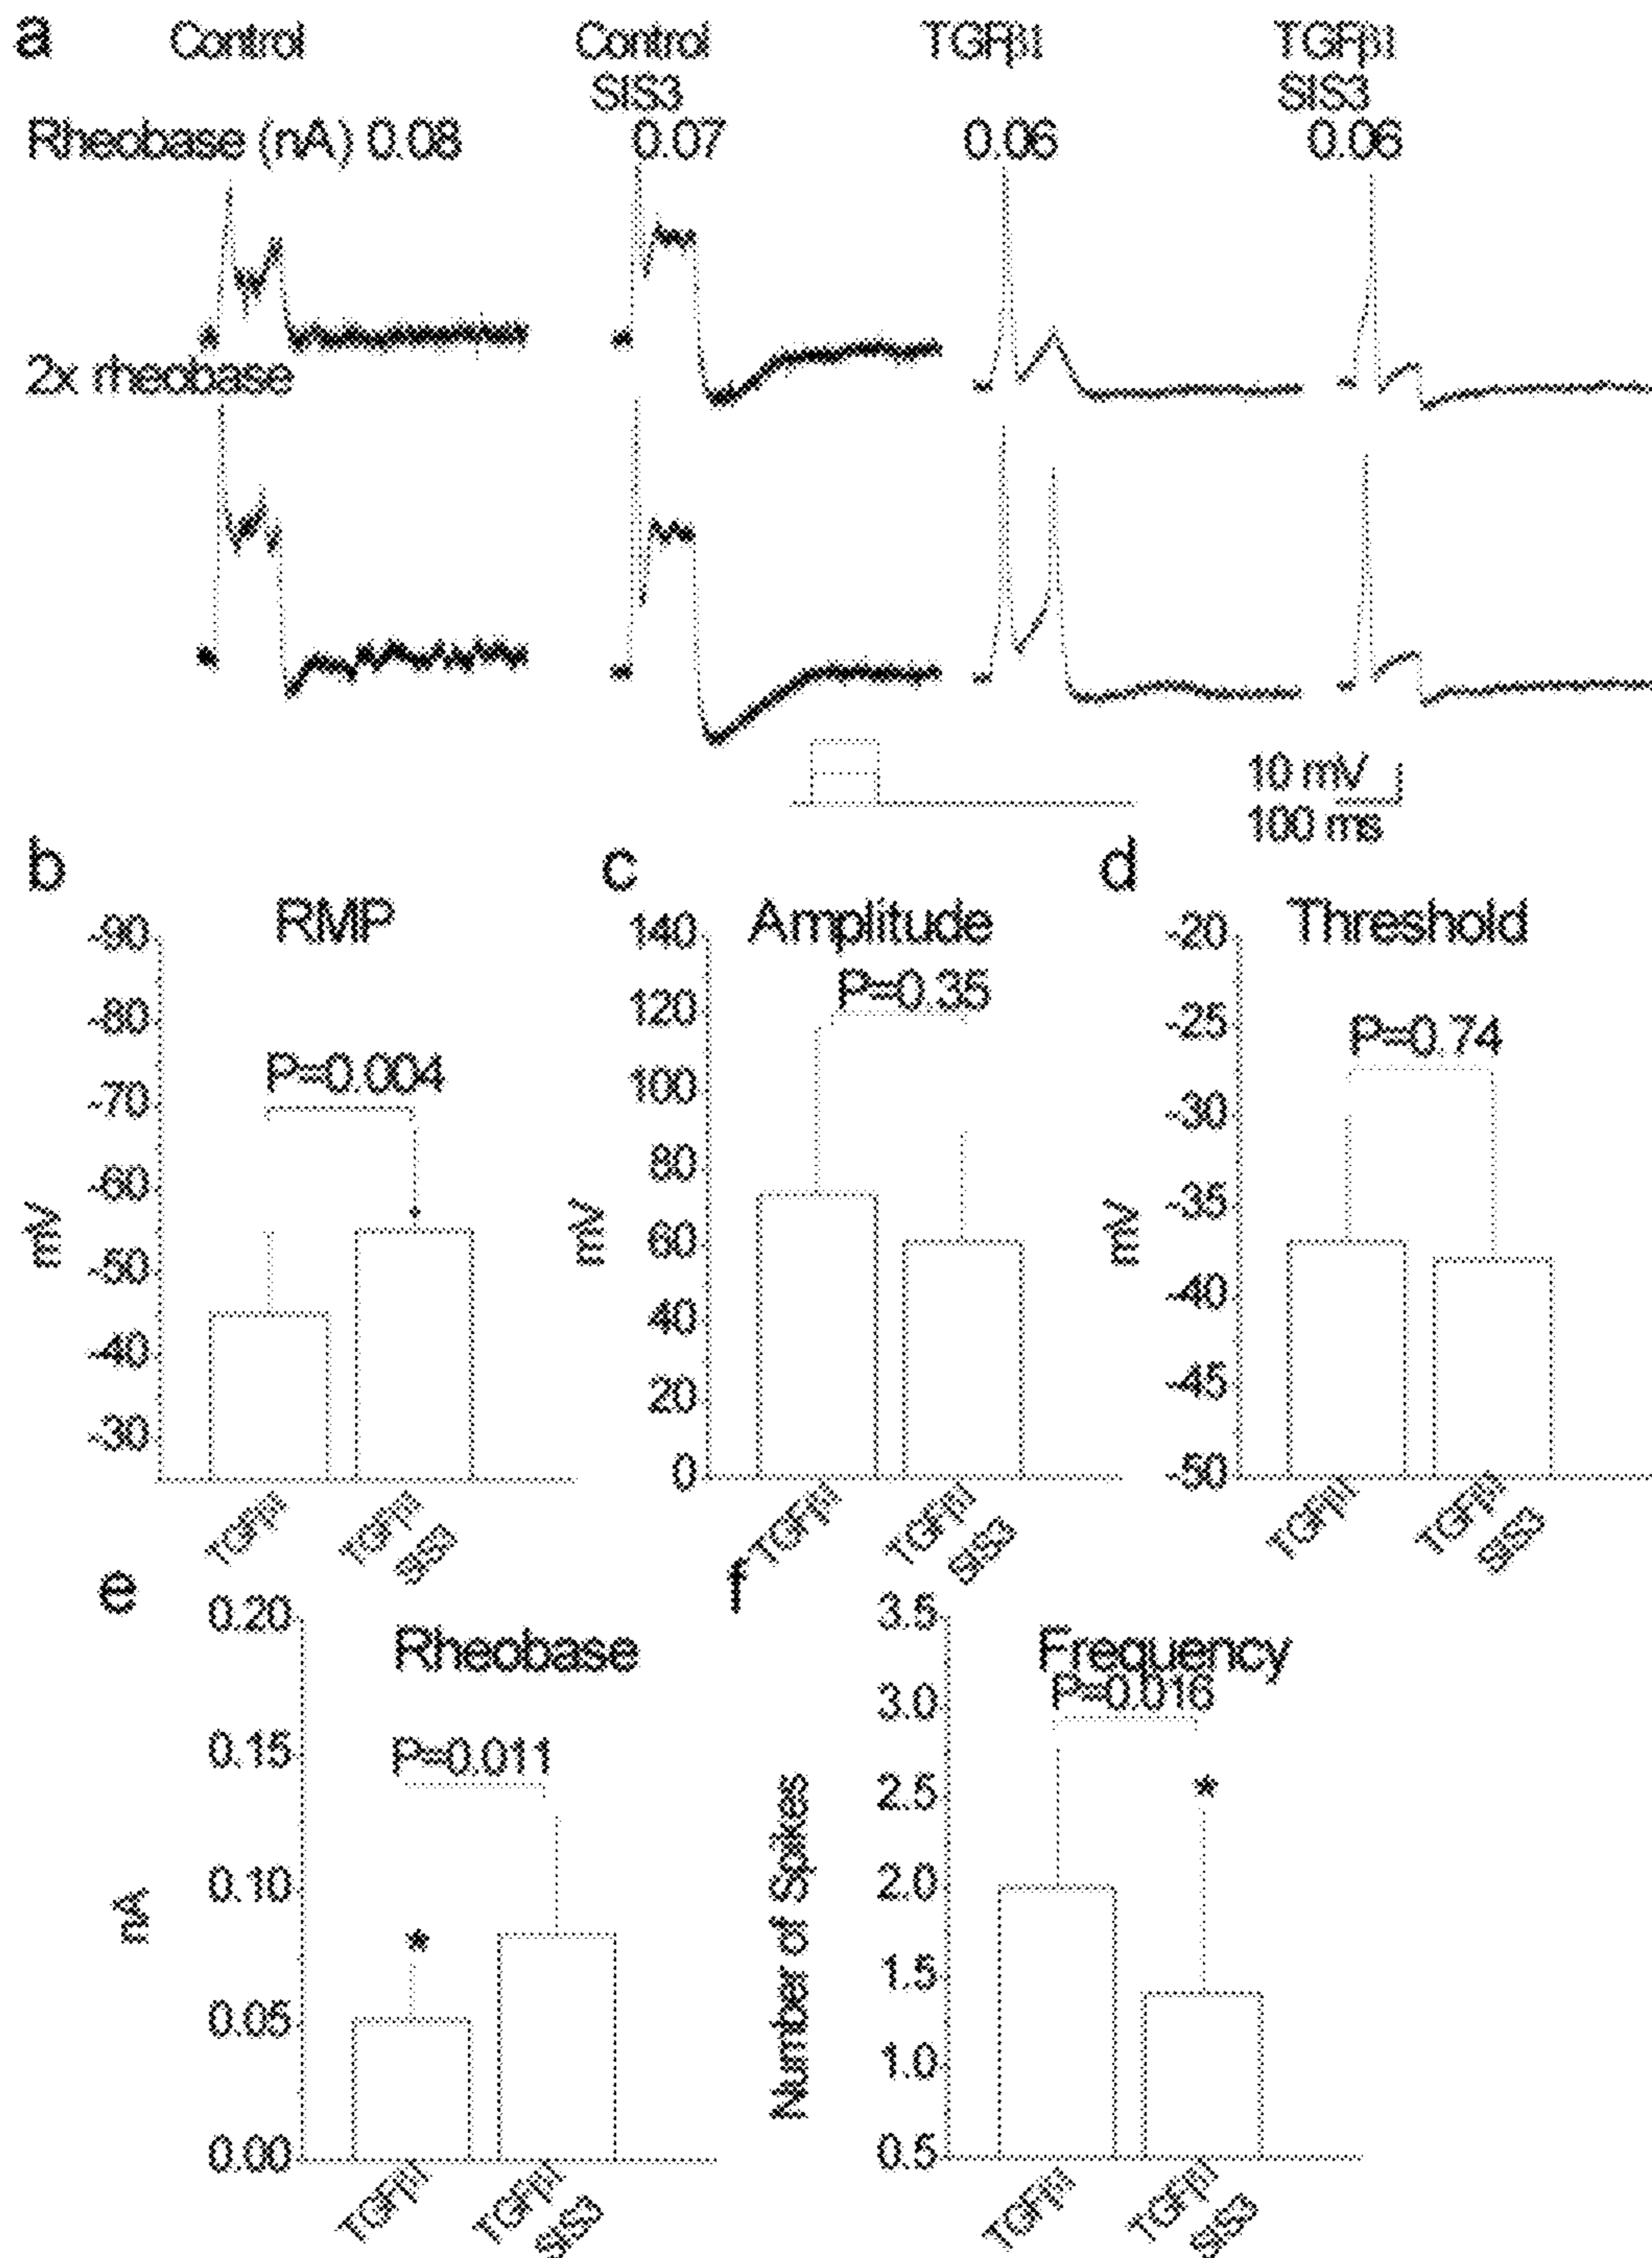 a
Control
Control
SIS3
TGFβ1
TGFβ1
SIS3
Rheobase (nA) 0.08
0.07
0.06
0.06
2x rheobase
10 mV
100 ms
b
RMP
-90
-80
-70
-60
-50
-40
-30
mV
P=0.004
TGFβ1
TGFβ1
SIS3
c
Amplitude
140
120
100
80
60
40
20
0
mV
P=0.35
TGFβ1
TGFβ1
SIS3
d
Threshold
-20
-25
-30
-35
-40
-45
-50
mV
P=0.74
TGFβ1
TGFβ1
SIS3
e
Rheobase
0.20
0.15
0.10
0.05
0.00
nA
P=0.011
*
TGFβ1
TGFβ1
SIS3
f
Frequency
P=0.016
3.5
3.0
2.5
2.0
1.5
1.0
0.5
Number of Spikes
*
TGFβ1
TGFβ1
SIS3